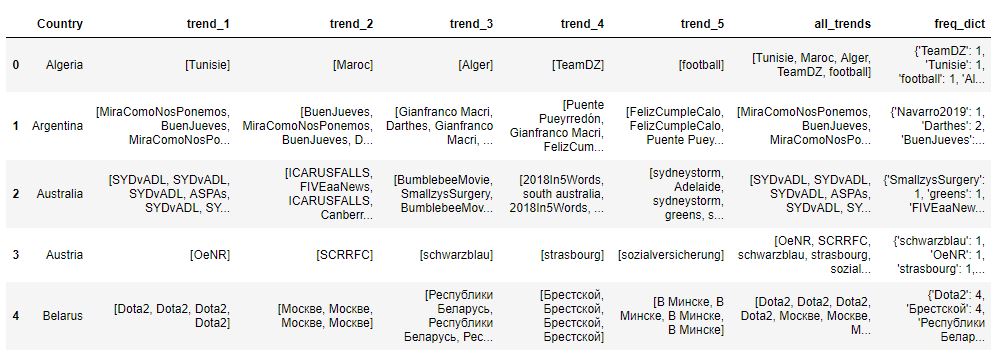 Country trend_1 trend_2 trend_3 trend_4 trend_5 all_trends freq_dict
0 Algeria [Tunisie] [Maroc] [Alger] [TeamDZ] [football] [Tunisie, Maroc, Alger, TeamDZ, football] {'TeamDZ': 1, 'Tunisie': 1, 'football': 1, 'Al...
1 Argentina [MiraComoNosPonemos, BuenJueves, MiraComoNosPo... [BuenJueves, MiraComoNosPonemos, BuenJueves, D... [Gianfranco Macri, Darthes, Gianfranco Macri, ... [Puente Pueyrredón, Gianfranco Macri, FelizCum... [FelizCumpleCalo, FelizCumpleCalo, Puente Puey... [MiraComoNosPonemos, BuenJueves, MiraComoNosPo... {'Navarro2019': 1, 'Darthes': 2, 'BuenJueves':...
2 Australia [SYDvADL, SYDvADL, SYDvADL, ASPAs, SYDvADL, SY... [ICARUSFALLS, FIVEaaNews, ICARUSFALLS, Canberr... [BumblebeeMovie, SmallzysSurgery, BumblebeeMov... [2018In5Words, south australia, 2018In5Words, ... [sydneystorm, Adelaide, sydneystorm, greens, s... [SYDvADL, SYDvADL, SYDvADL, ASPAs, SYDvADL, SY... {'SmallzysSurgery': 1, 'greens': 1, 'FIVEaaNew...
3 Austria [OeNR] [SCRRFC] [schwarzblau] [strasbourg] [sozialversicherung] [OeNR, SCRRFC, schwarzblau, strasbourg, sozial... {'schwarzblau': 1, 'OeNR': 1, 'strasbourg': 1,...
4 Belarus [Dota2, Dota2, Dota2, Dota2] [Москве, Москве, Москве, Москве] [Республики Беларусь, Республики Беларусь, Рес... [Брестской, Брестской, Брестской, Брестской] [В Минске, В Минске, В Минске, В Минске] [Dota2, Dota2, Dota2, Dota2, Москве, Москве, М... {'Dota2': 4, 'Брестской': 4, 'Республики Белар...